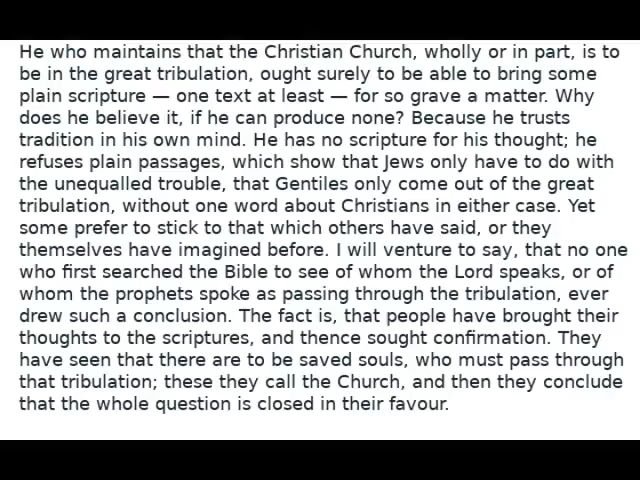 He who maintains that the Christian Church, wholly or in part, is to
be in the great tribulation, ought surely to be able to bring some
plain scripture — one text at least — for so grave a matter. Why
does he believe it, if he can produce none? Because he trusts
tradition in his own mind. He has no scripture for his thought; he
refuses plain passages, which show that Jews only have to do with
the unequalled trouble, that Gentiles only come out of the great
tribulation, without one word about Christians in either case. Yet
some prefer to stick to that which others have said, or they
themselves have imagined before. I will venture to say, that no one
who first searched the Bible to see of whom the Lord speaks, or of
whom the prophets spoke as passing through the tribulation, ever
drew such a conclusion. The fact is, that people have brought their
thoughts to the scriptures, and thence sought confirmation. They
have seen that there are to be saved souls, who must pass through
that tribulation; these they call the Church, and then they conclude
that the whole question is closed in their favour.